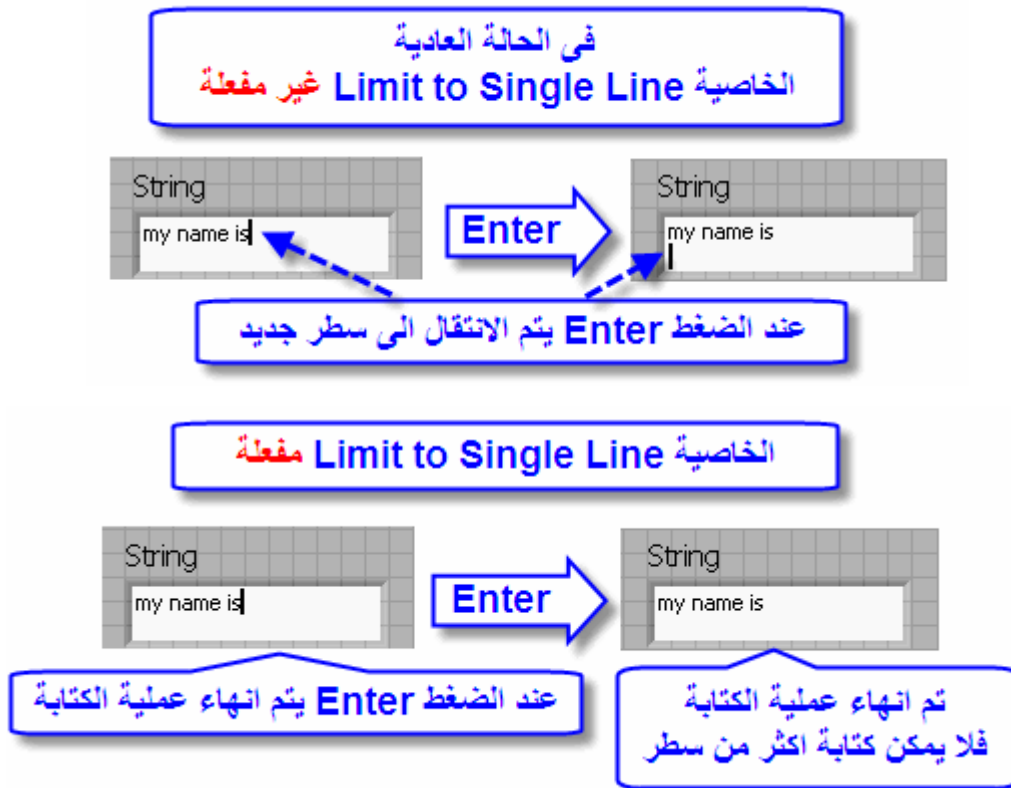 فى الحالة العادية
الخاصية Limit to Single Line غير مفعلة
String
my name is
Enter
String
my name is
عند الضغط Enter يتم الانتقال الى سطر جديد
الخاصية Limit to Single Line مفعلة
String
my name is
Enter
String
my name is
عند الضغط Enter يتم انهاء عملية الكتابة
تم انهاء عملية الكتابة
فلا يمكن كتابة اكثر من سطر